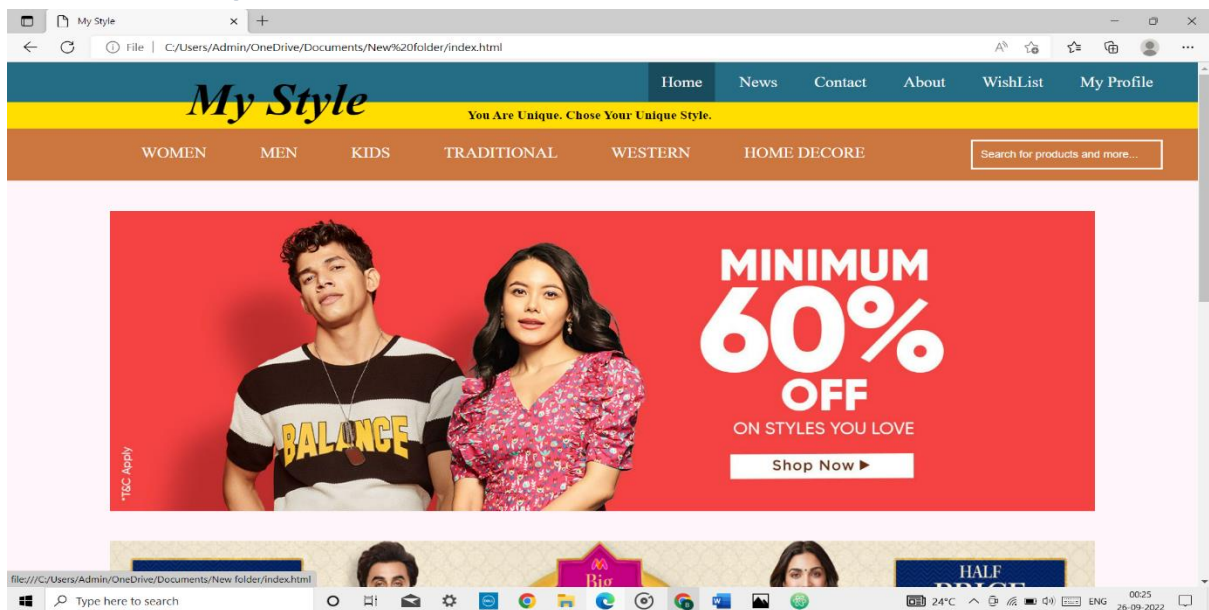 My Style
File | C:/Users/Admin/OneDrive/Documents/New%20folder/index.html
Home News Contact About WishList My Profile
My Style
You Are Unique. Chose Your Unique Style.
WOMEN MEN KIDS TRADITIONAL WESTERN HOME DECORE
Search for products and more...
MINIMUM
60%
OFF
ON STYLES YOU LOVE
Shop Now
BALANCE
*T&C Apply
Big
HALF
PRICE
file:///C:/Users/Admin/OneDrive/Documents/New folder/index.html
Type here to search
24°C
ENG
00:25
26-09-2022